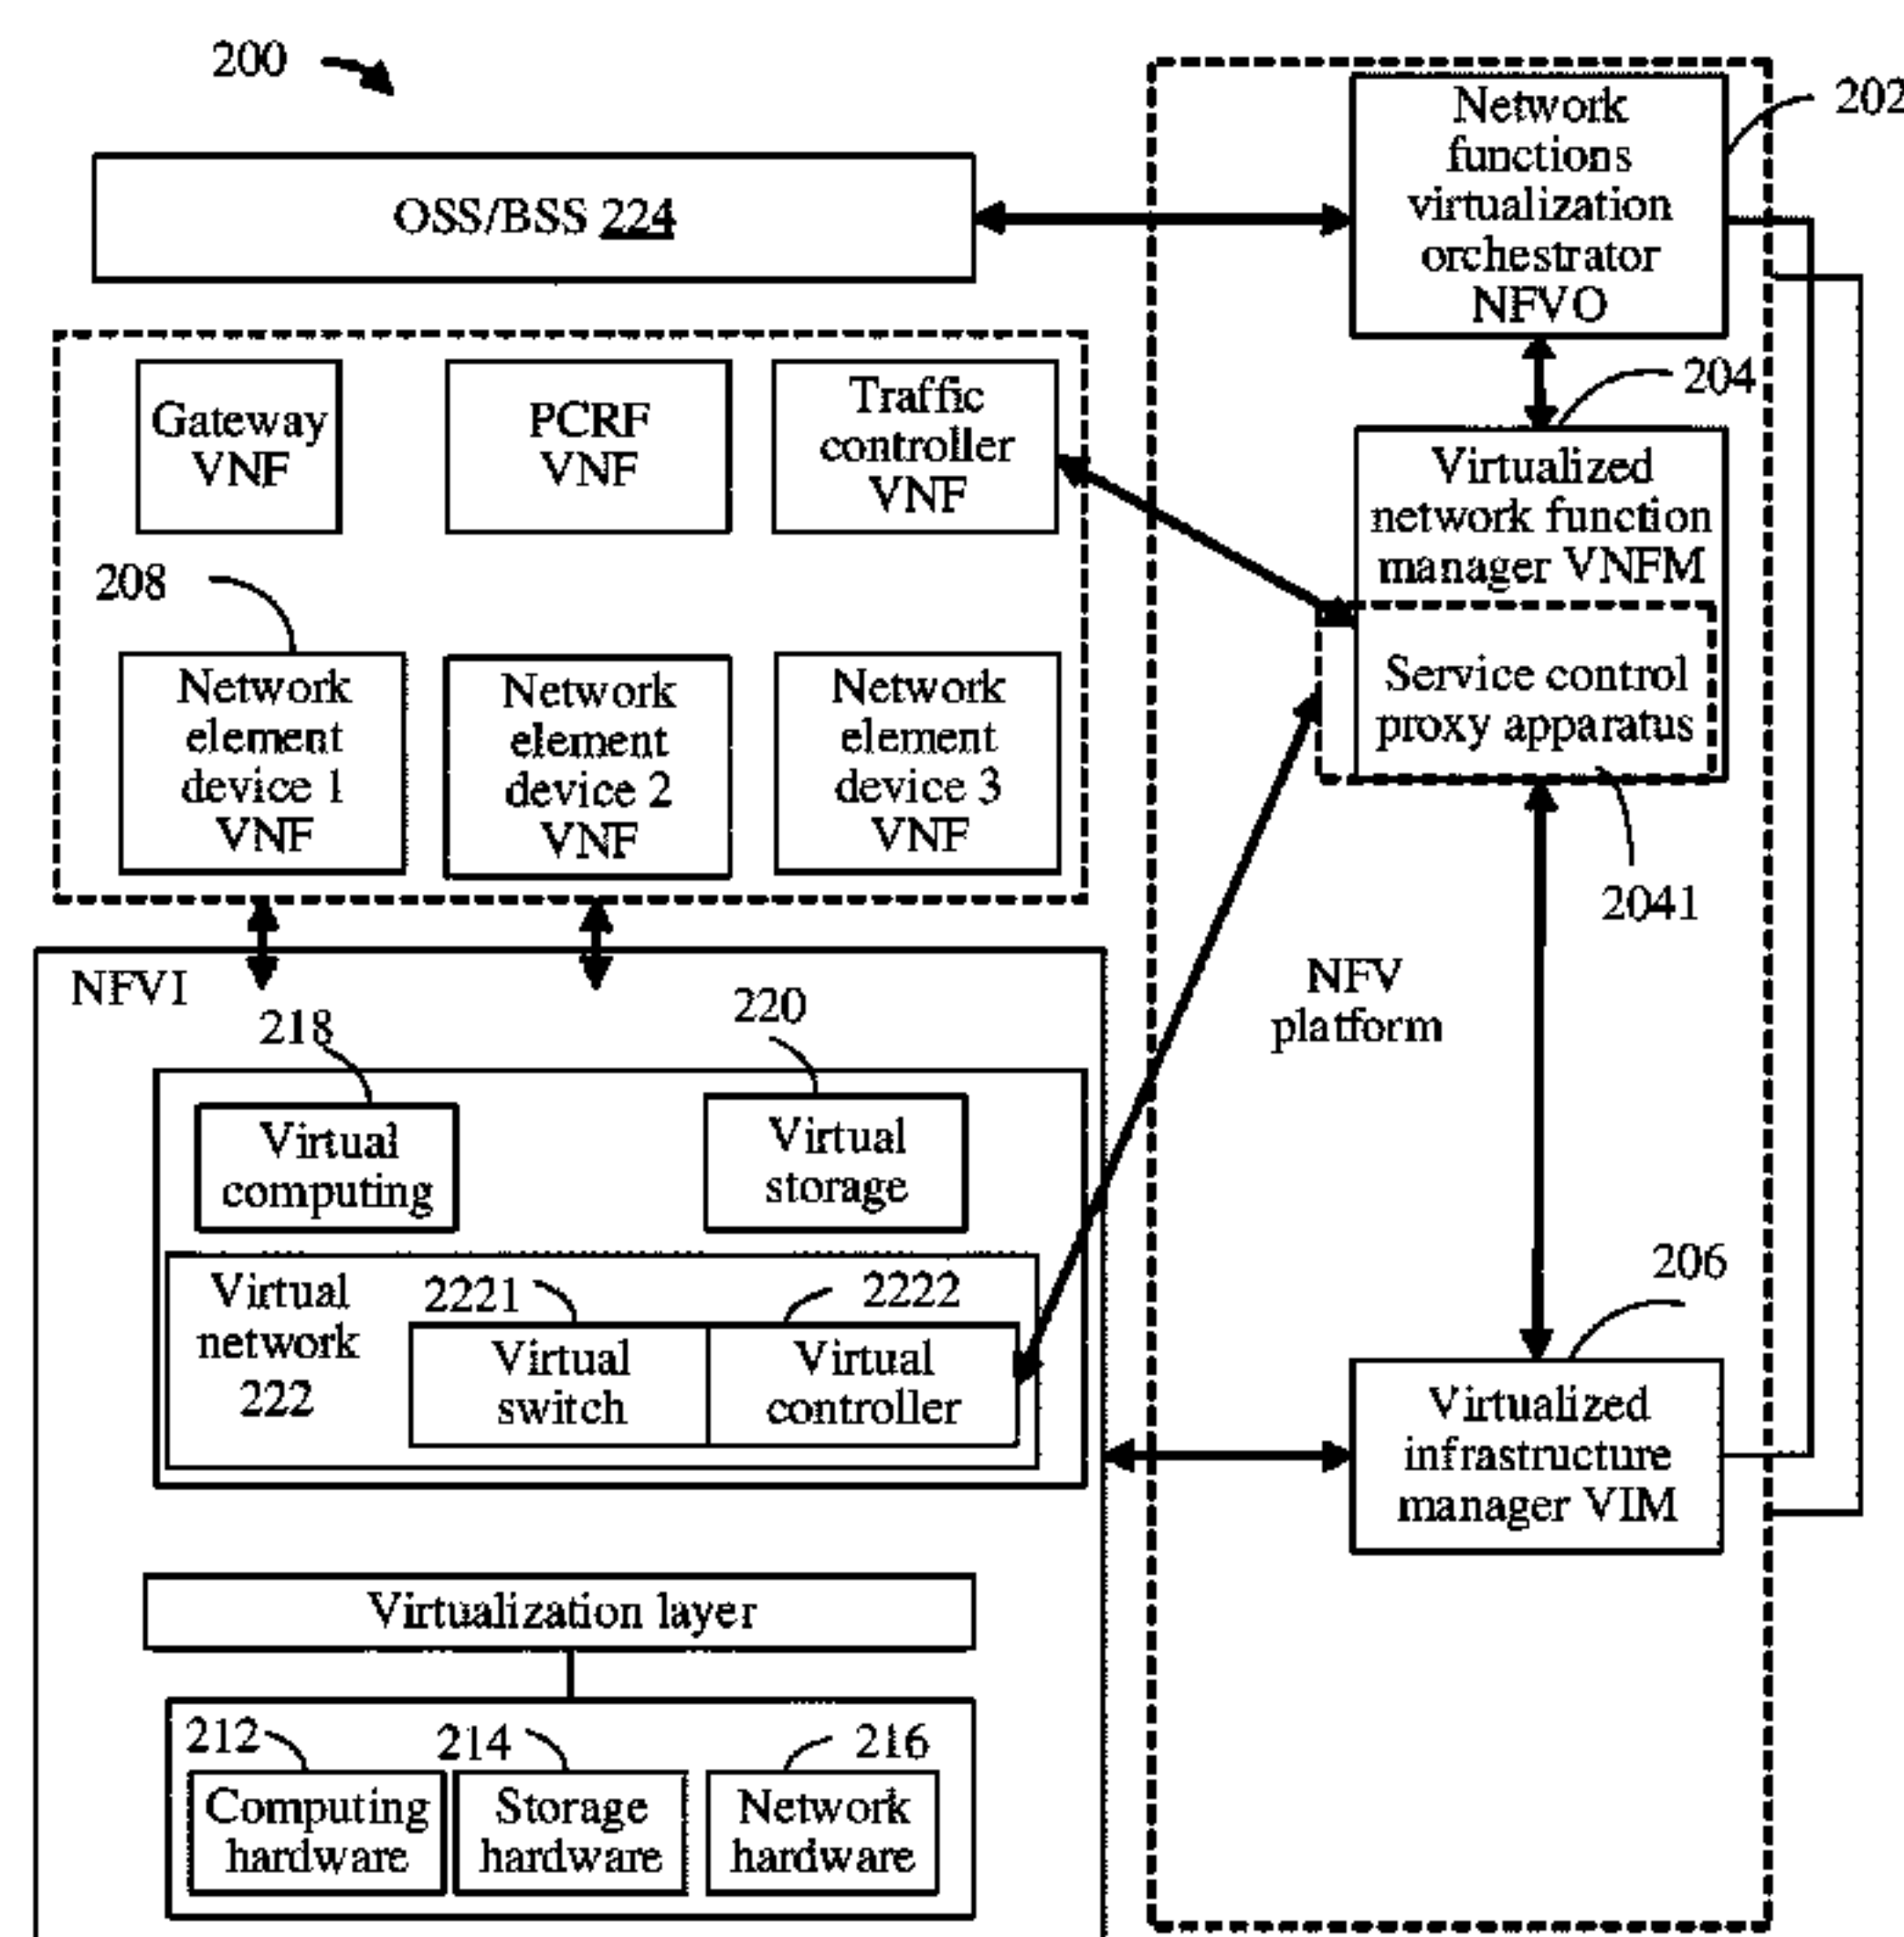 200
OSS/BSS 224
Network
functions
virtualization
orchestrator
NFVO
202
Gateway
VNF
PCRF
VNF
Traffic
controller
VNF
204
Virtualized
network function
manager VNFM
Service control
proxy apparatus
2041
208
Network
element
device 1
VNF
Network
element
device 2
VNF
Network
element
device 3
VNF
NFVI
218
220
Virtual
computing
Virtual
storage
NFV
platform
Virtual
network
222
2221
2222
Virtual
switch
Virtual
controller
206
Virtualized
infrastructure
manager VIM
Virtualization layer
212
214
216
Computing
hardware
Storage
hardware
Network
hardware